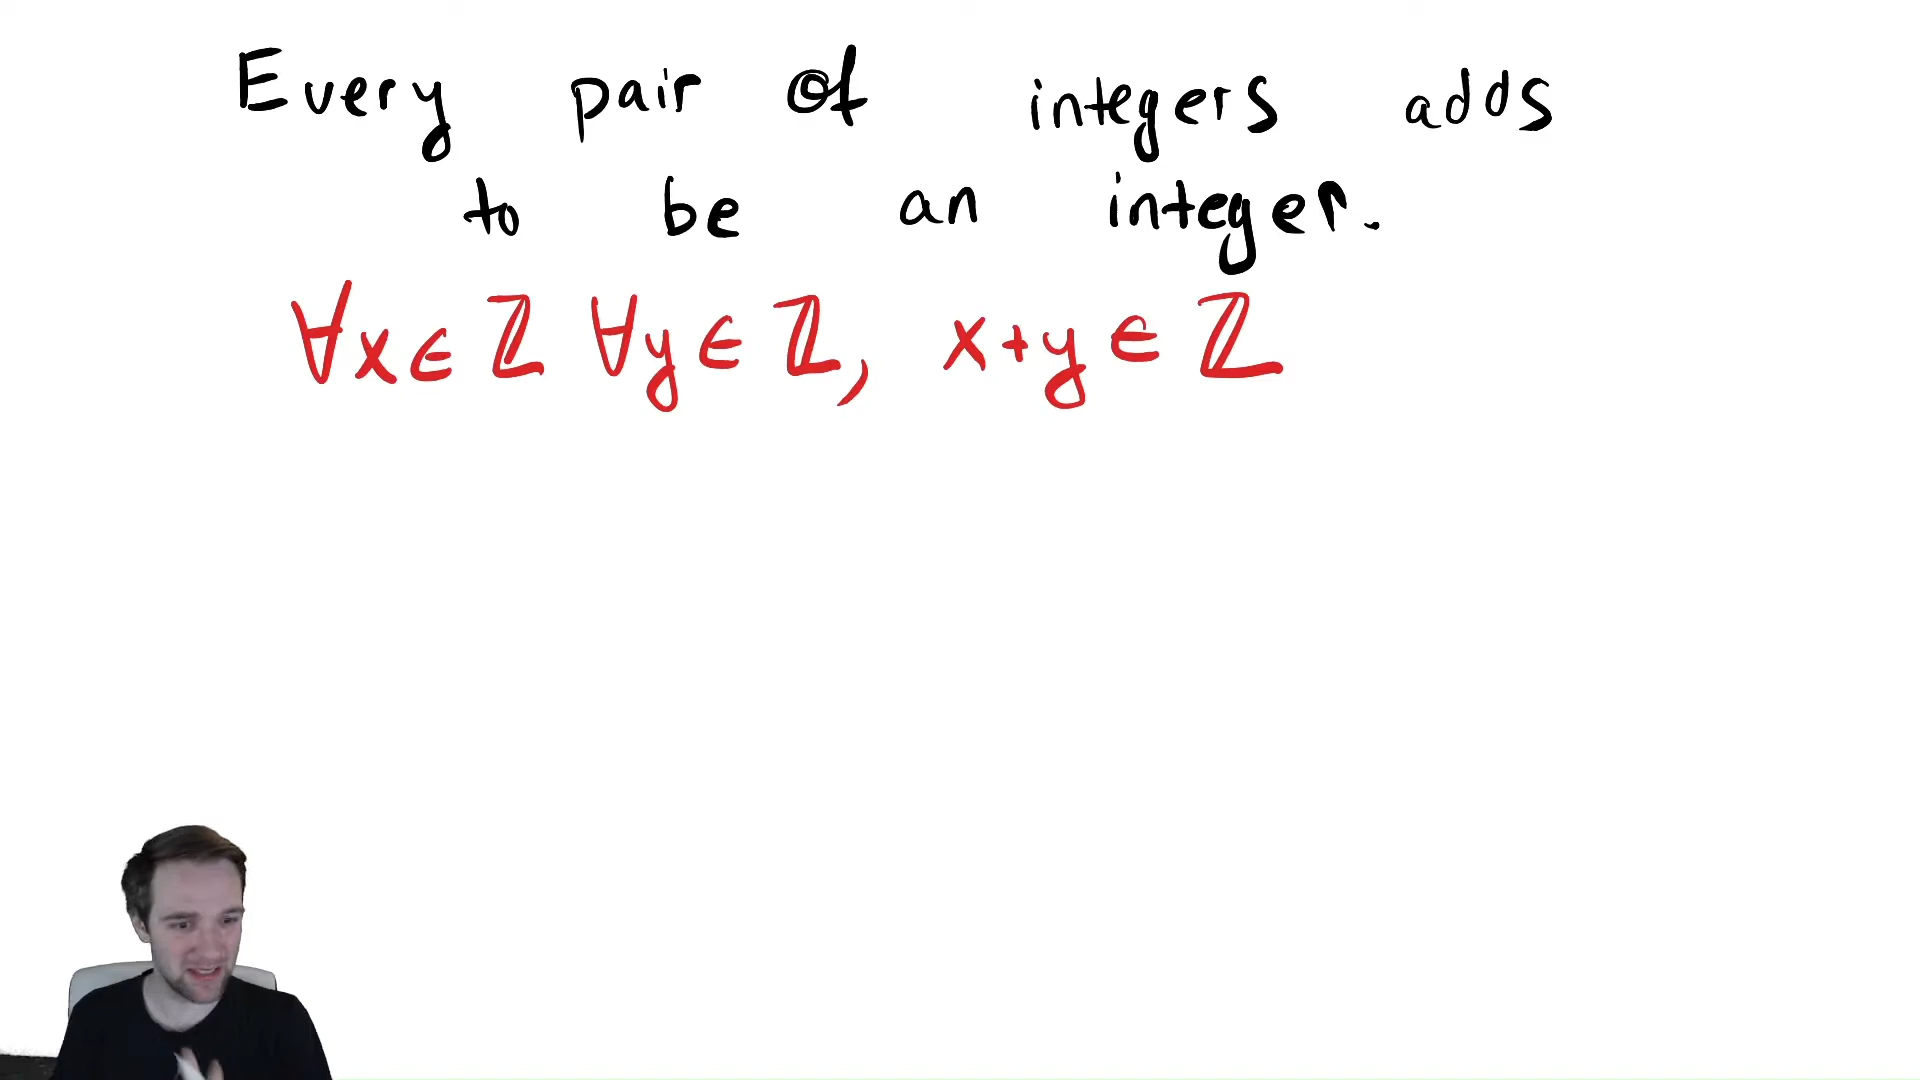 Every pair of integers adds
to be an integer.
∀x∈ℤ ∀y∈ℤ, x+y∈ℤ